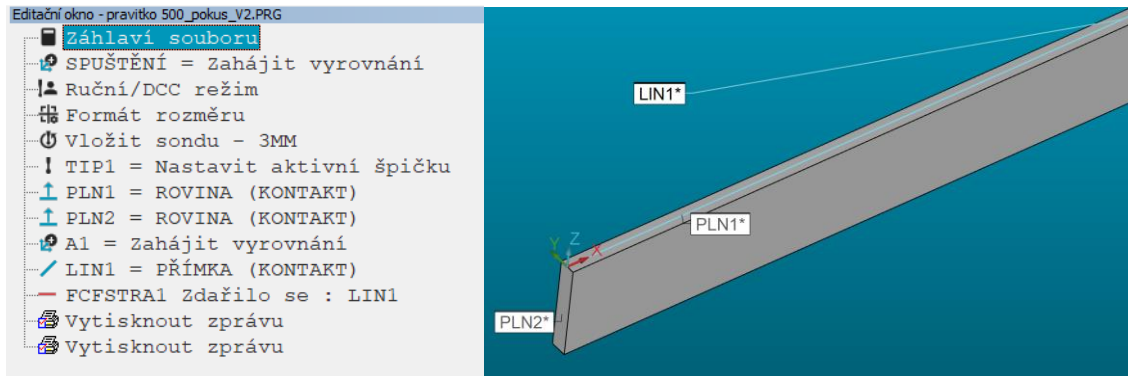 Editační okno - pravitko 500_pokus_V2.PRG
Záhlaví souboru
SPUŠTĚNÍ = Zahájit vyrovnání
Ruční/DCC režim
Formát rozměru
Vložit sondu - 3MM
TIP1 = Nastavit aktivní špičku
PLN1 = ROVINA (KONTAKT)
PLN2 = ROVINA (KONTAKT)
A1 = Zahájit vyrovnání
LIN1 = PŘÍMKA (KONTAKT)
FCFSTRA1 Zdařilo se : LIN1
Vytisknout zprávu
Vytisknout zprávu
LIN1*
PLN1*
Y Z X
PLN2*